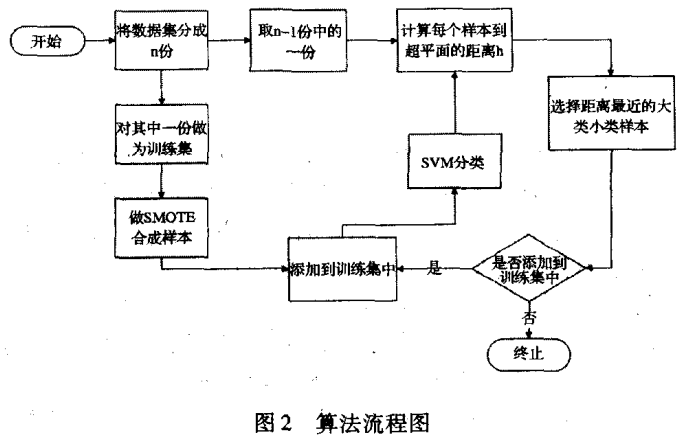 开始
将数据集分成
n份
取n-1份中的
一份
计算每个样本到
超平面的距离h
选择距离最近的大
类小类样本
对其中一份做
为训练集
SVM分类
做SMOTE
合成样本
添加到训练集中
是
是否添加到
训练集中
否
终止
图2 算法流程图